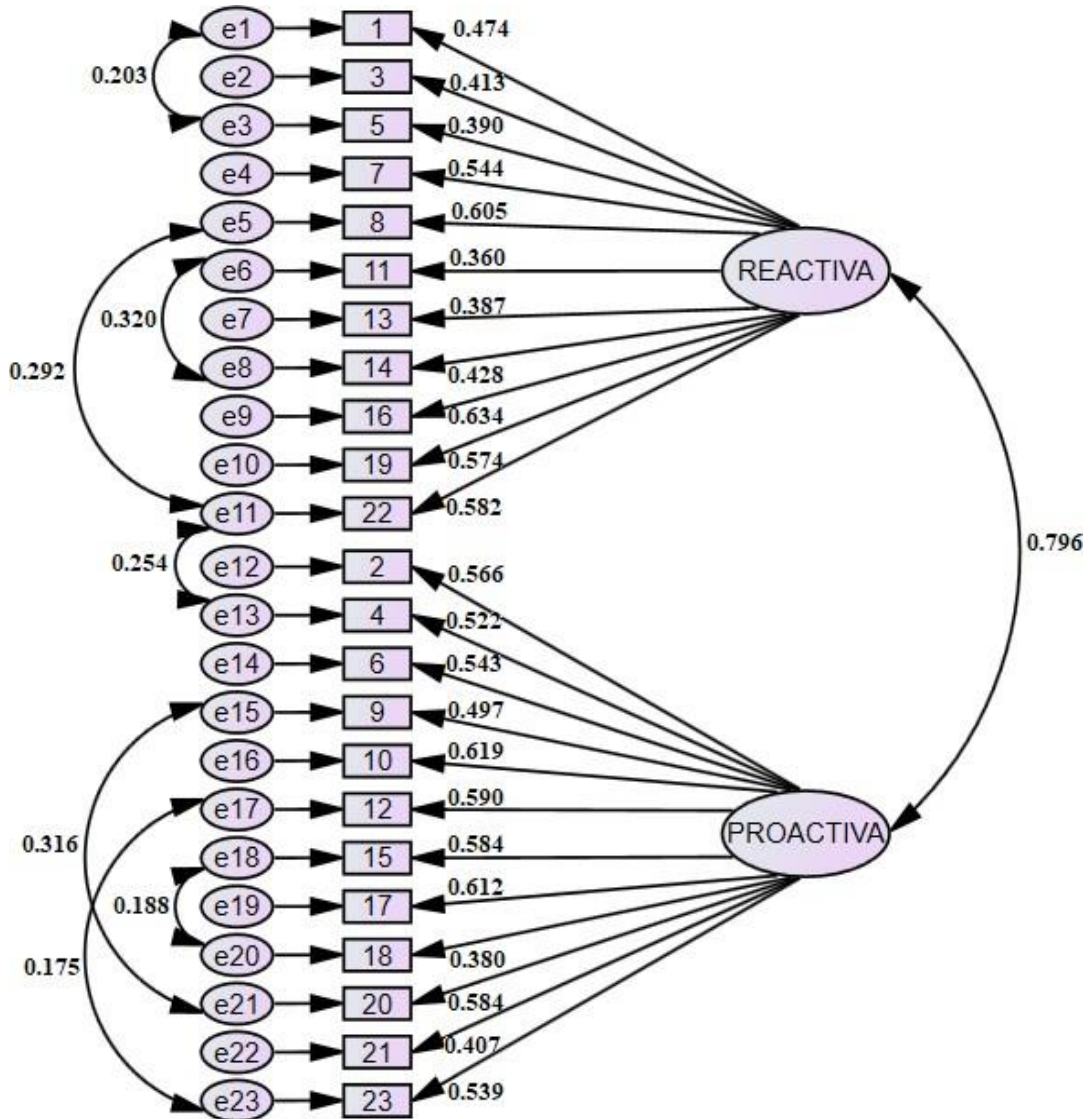 e1 1 0.474
0.203 e2 3 0.413
e3 5 0.390
e4 7 0.544
e5 8 0.605
e6 11 0.360 REACTIVA
0.320 e7 13 0.387
0.292 e8 14 0.428
e9 16 0.634
e10 19 0.574
e11 22 0.582
0.254 e12 2 0.566 0.796
e13 4 0.522
e14 6 0.543
e15 9 0.497
e16 10 0.619
e17 12 0.590 PROACTIVA
0.316 e18 15 0.584
0.188 e19 17 0.612
0.175 e20 18 0.380
e21 20 0.584
e22 21 0.407
e23 23 0.539